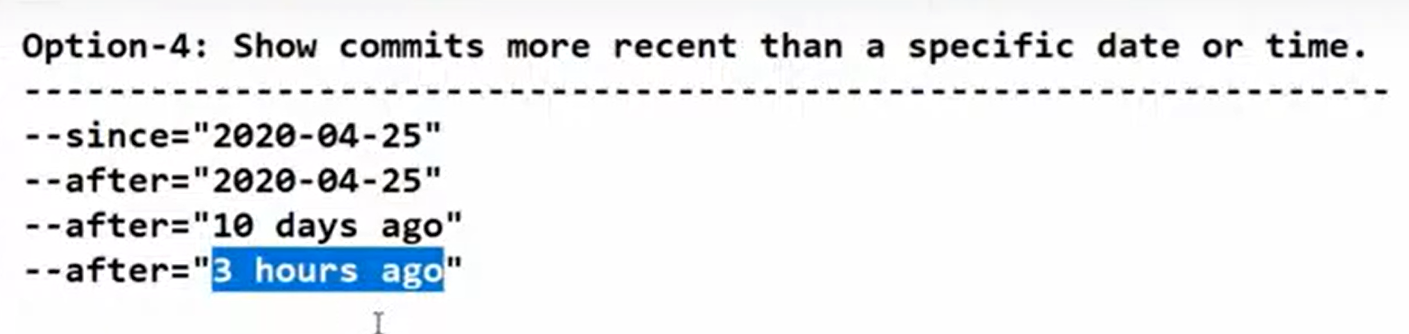 Option-4: Show commits more recent than a specific date or time.
--------------------------------------------------------------------
--since="2020-04-25"
--after="2020-04-25"
--after="10 days ago"
--after="3 hours ago"